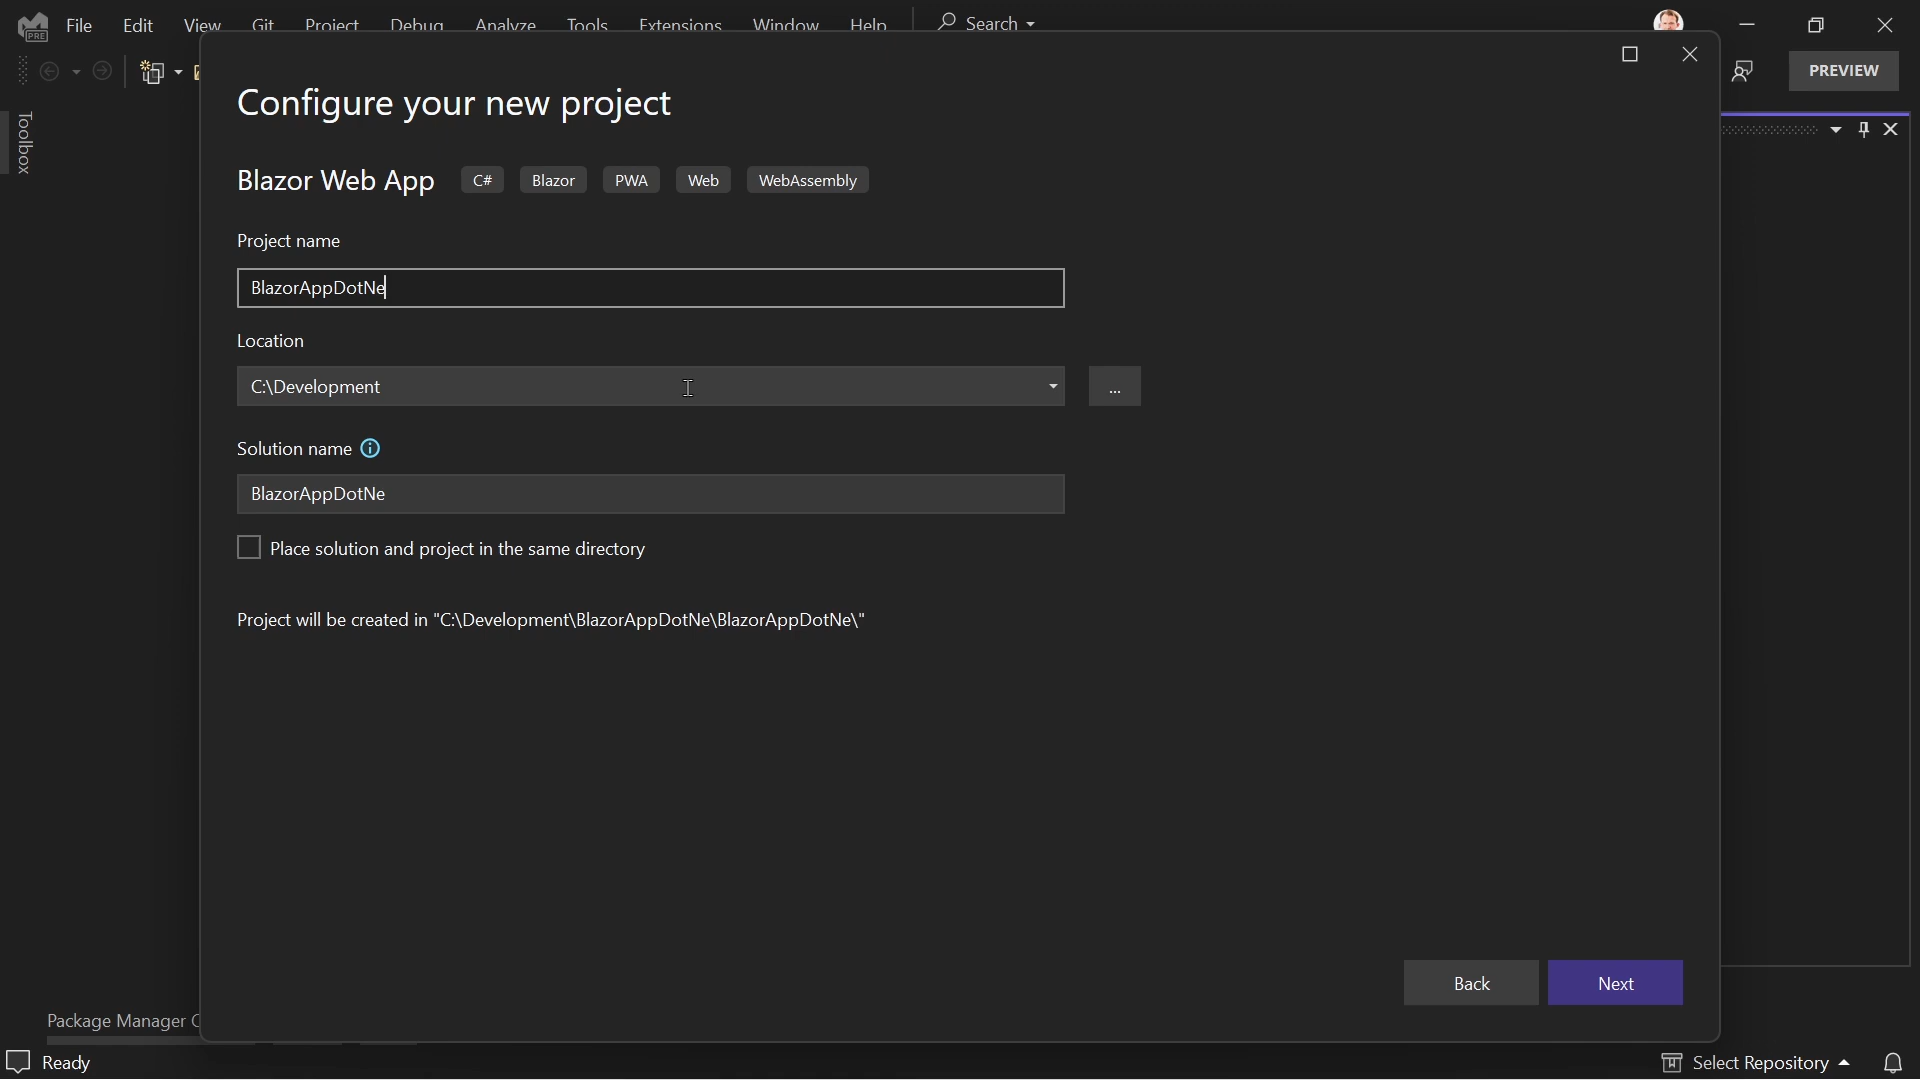 File Edit View Git Project Debug Analyze Tools Extensions Window Help Search
PRE
PREVIEW
Toolbox
Configure your new project
Blazor Web App C# Blazor PWA Web WebAssembly
Project name
BlazorAppDotNe
Location
C:\Development
...
Solution name
BlazorAppDotNe
Place solution and project in the same directory
Project will be created in "C:\Development\BlazorAppDotNe\BlazorAppDotNe\"
Back Next
Package Manager
Ready
Select Repository